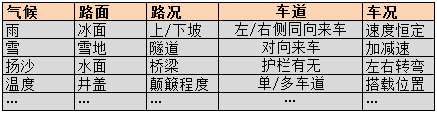 气候 路面 路况 车道 车况
雨 冰面 上/下坡 左/右侧同向来车 速度恒定
雪 雪地 隧道 对向来车 加减速
扬沙 水面 桥梁 护栏有无 左右转弯
温度 井盖 颠簸程度 单/多车道 搭载位置
… … … … …